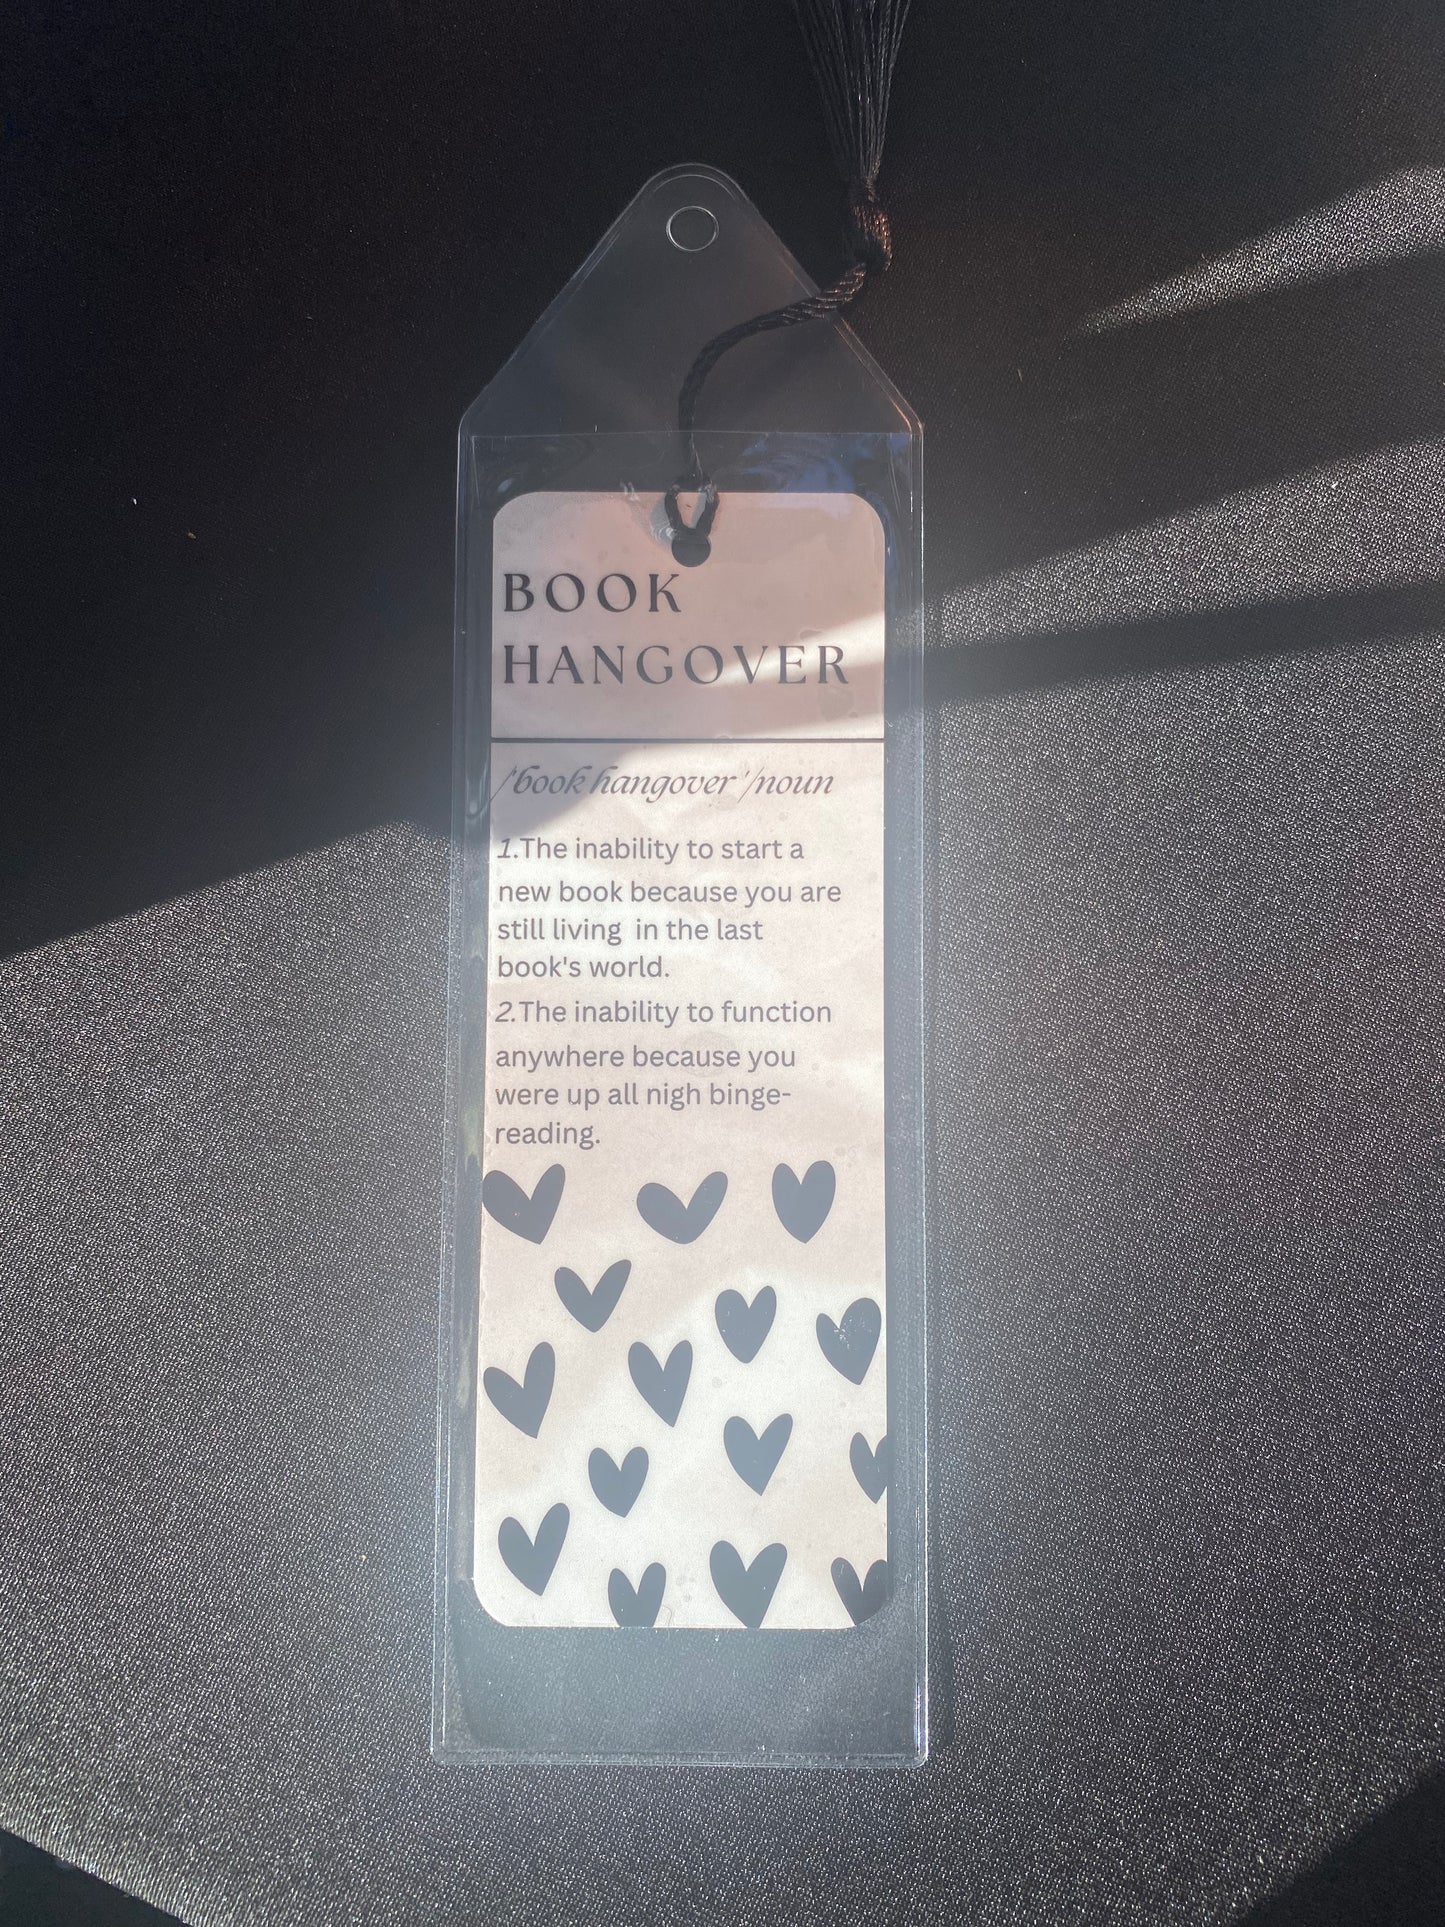 BOOK
HANGOVER
/'book hangover'/noun
1.The inability to start a
new book because you are
still living in the last
book's world.
2.The inability to function
anywhere because you
were up all nigh binge-
reading.